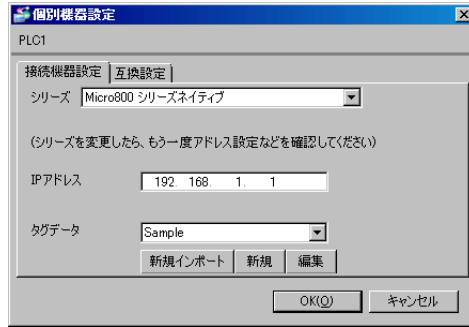 個別機器設定
PLC1
接続機器設定 互換設定
シリーズ Micro800 シリーズネイティブ
(シリーズを変更したら、もう一度アドレス設定などを確認してください)
IPアドレス 192. 168. 1. 1
タグデータ Sample
新規インポート 新規 編集
OK(O) キャンセル